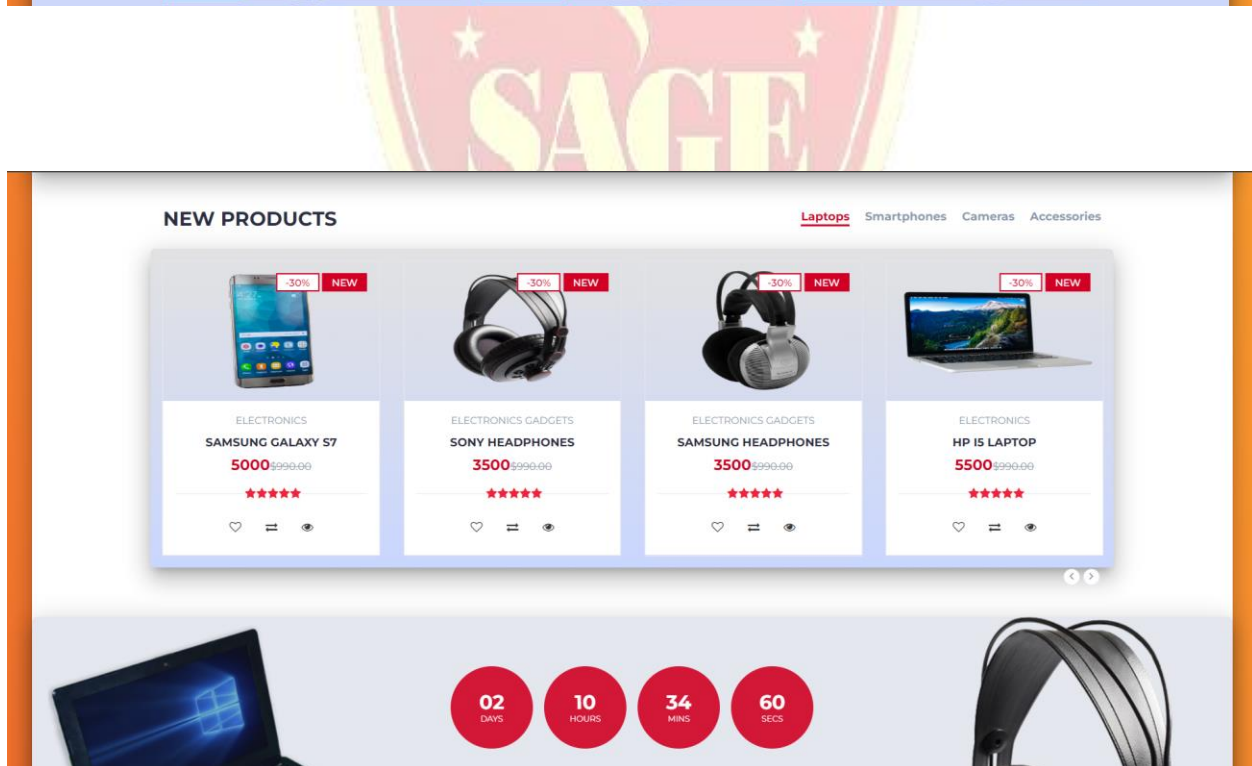 SAGE
NEW PRODUCTS
Laptops Smartphones Cameras Accessories
-30% NEW
-30% NEW
-30% NEW
-30% NEW
ELECTRONICS
SAMSUNG GALAXY S7
5000$990.00
ELECTRONICS GADGETS
SONY HEADPHONES
3500$990.00
ELECTRONICS GADGETS
SAMSUNG HEADPHONES
3500$990.00
ELECTRONICS
HP I5 LAPTOP
5500$990.00
02
DAYS
10
HOURS
34
MINS
60
SECS